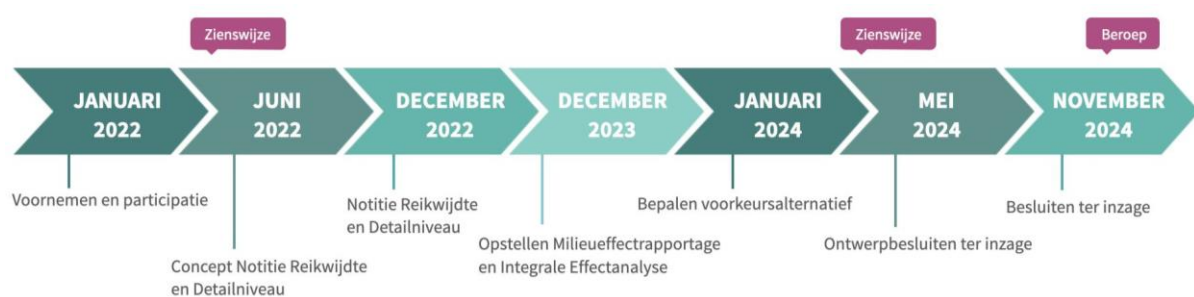 Zienswijze
Zienswijze
Beroep
JANUARI
2022
JUNI
2022
DECEMBER
2022
DECEMBER
2023
JANUARI
2024
MEI
2024
NOVEMBER
2024
Voornemen en participatie
Concept Notitie Reikwijdte
en Detailniveau
Notitie Reikwijdte
en Detailniveau
Opstellen Milieueffectrapportage
en Integrale Effectanalyse
Bepalen voorkeursalternatief
Ontwerpbesluiten ter inzage
Besluiten ter inzage